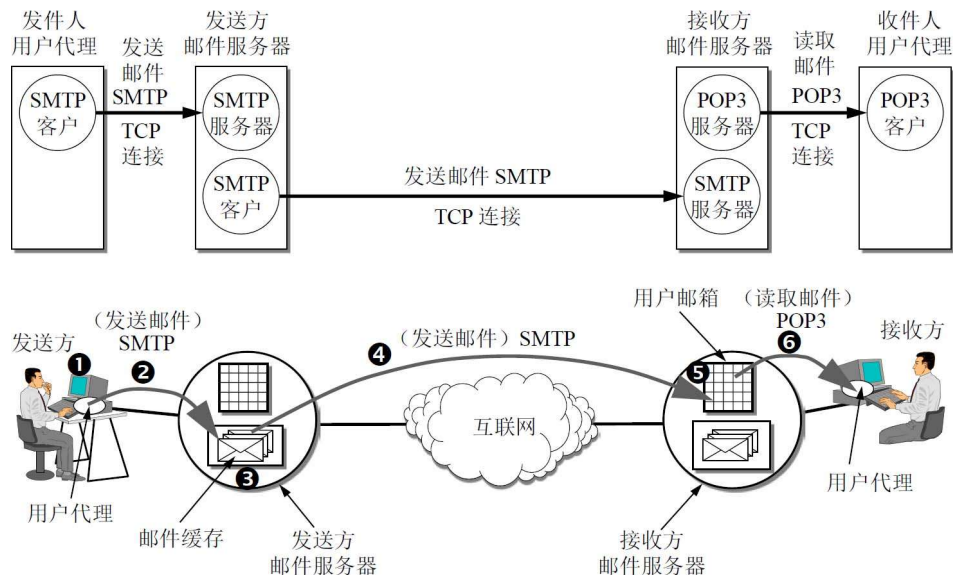 发件人
用户代理
发送
邮件
SMTP
TCP
连接
发送方
邮件服务器
接收方
邮件服务器
读取
邮件
POP3
TCP
连接
收件人
用户代理
SMTP
客户
SMTP
服务器
POP3
服务器
POP3
客户
SMTP
客户
发送邮件 SMTP
TCP 连接
SMTP
服务器
用户邮箱
（读取邮件）
POP3
（发送邮件）
SMTP
（发送邮件）SMTP
发送方
接收方
❶
❷
❸
❹
❺
❻
互联网
用户代理
邮件缓存
发送方
邮件服务器
接收方
邮件服务器
用户代理